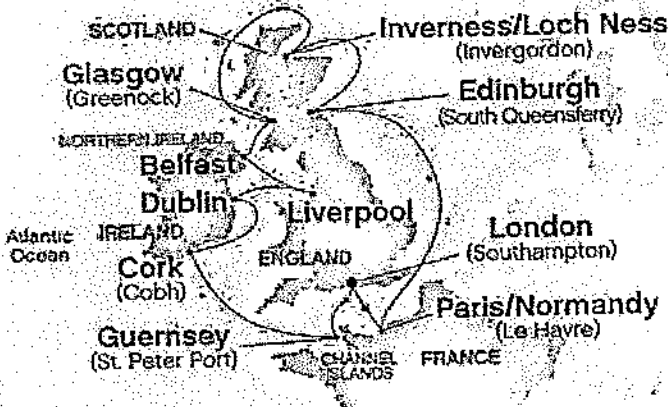 SCOTLAND
Inverness/Loch Ness
(Invergordon)
Glasgow
(Greenock)
Edinburgh
(South Queensferry)
NORTHERN IRELAND
Belfast
Dublin
Liverpool
Atlantic
Ocean
IRELAND
ENGLAND
London
(Southampton)
Cork
(Cobh)
Paris/Normandy
(Le Havre)
Guernsey
(St. Peter Port)
CHANNEL
ISLANDS
FRANCE